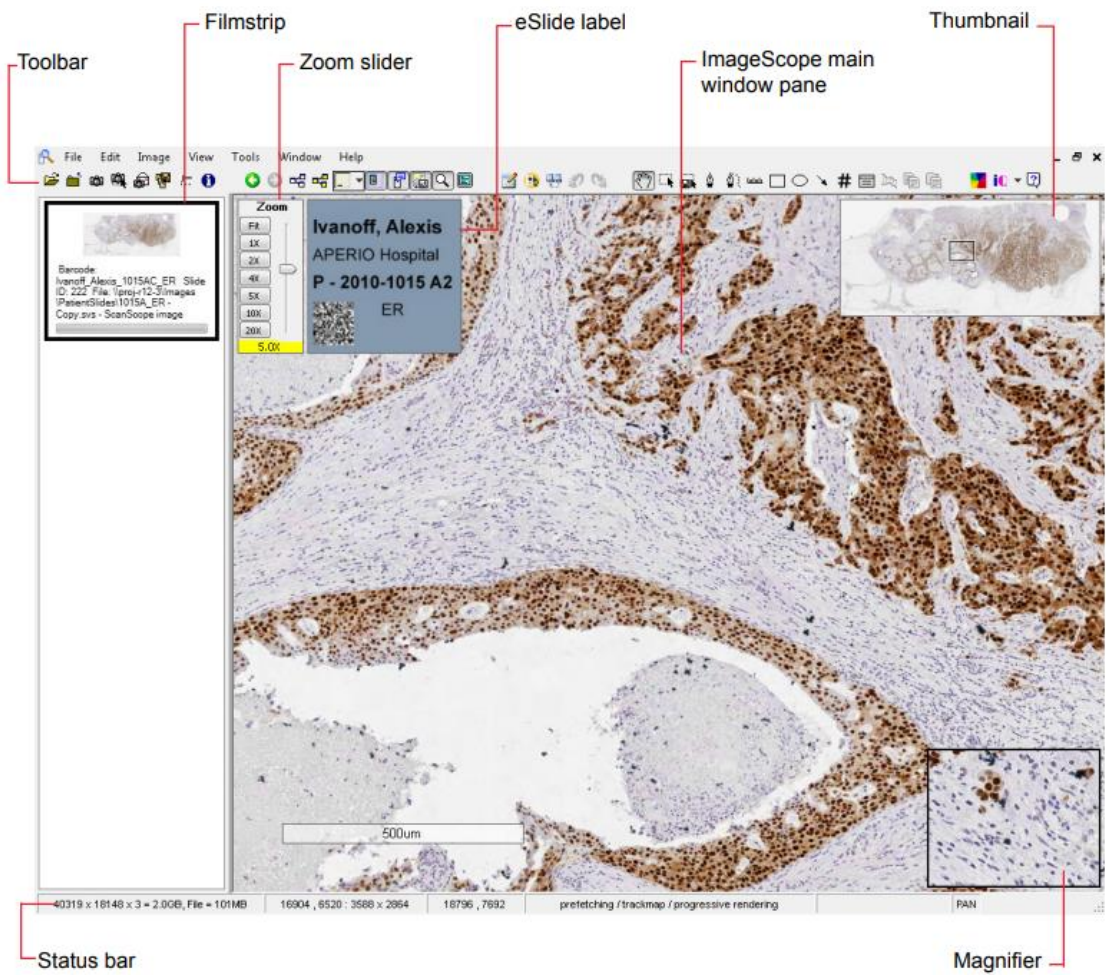 Filmstrip
eSlide label
Thumbnail
Toolbar
Zoom slider
ImageScope main
window pane
File Edit Image View Tools Window Help
Zoom
Fit
1X
2X
4X
5X
10X
20X
5.0X
Ivanoff, Alexis
APERIO Hospital
P - 2010-1015 A2
ER
Barcode:
Ivanoff_Alexis_1015AC_ER Slide
ID: 222 File: \\proj-r12-3\Images
\PatientSlides\1015A_ER -
Copy.svs - ScanScope image
500um
40319 x 18148 x 3 = 2.0GB, File = 101MB
16904 , 6520 : 3588 x 2864
18796 , 7692
prefetching / trackmap / progressive rendering
PAN
Status bar
Magnifier